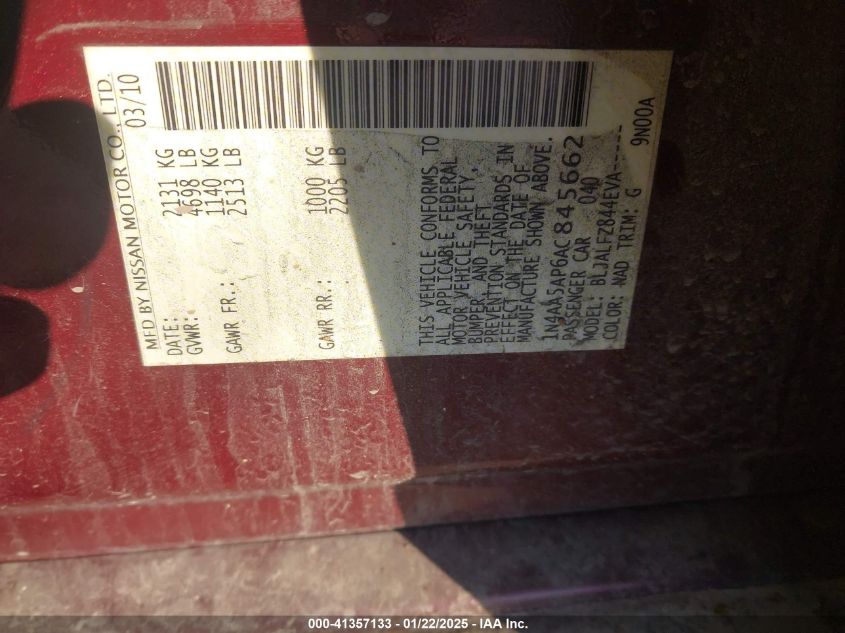 MFD BY NISSAN MOTOR CO., LTD.
DATE: 03/10
GVWR: 2131 KG
4698 LB
GAWR FR.: 1140 KG
2513 LB
GAWR RR.: 1000 KG
2205 LB
THIS VEHICLE CONFORMS TO
ALL APPLICABLE FEDERAL
MOTOR VEHICLE SAFETY,
BUMPER, AND THEFT
PREVENTION STANDARDS IN
EFFECT ON THE DATE OF
MANUFACTURE SHOWN ABOVE.
1N4AA5AP6AC845662
PASSENGER CAR 040
MODEL: BLJALFZ844EVA-----
COLOR: NAD TRIM: G 9N00A
000-41357133 - 01/22/2025 - IAA Inc.